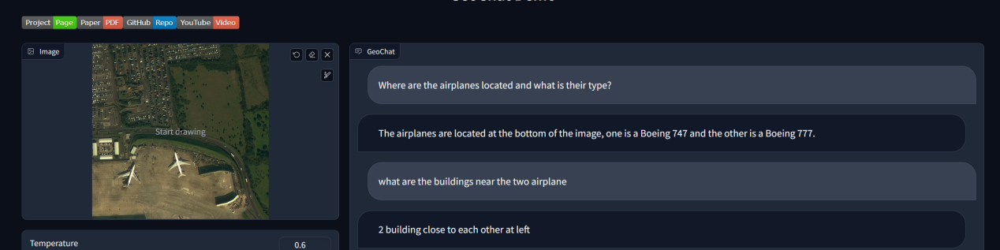 Project Page Paper PDF GitHub Repo YouTube Video
Image
Start drawing
Temperature
0.6
GeoChat
Where are the airplanes located and what is their type?
The airplanes are located at the bottom of the image, one is a Boeing 747 and the other is a Boeing 777.
what are the buildings near the two airplane
2 building close to each other at left